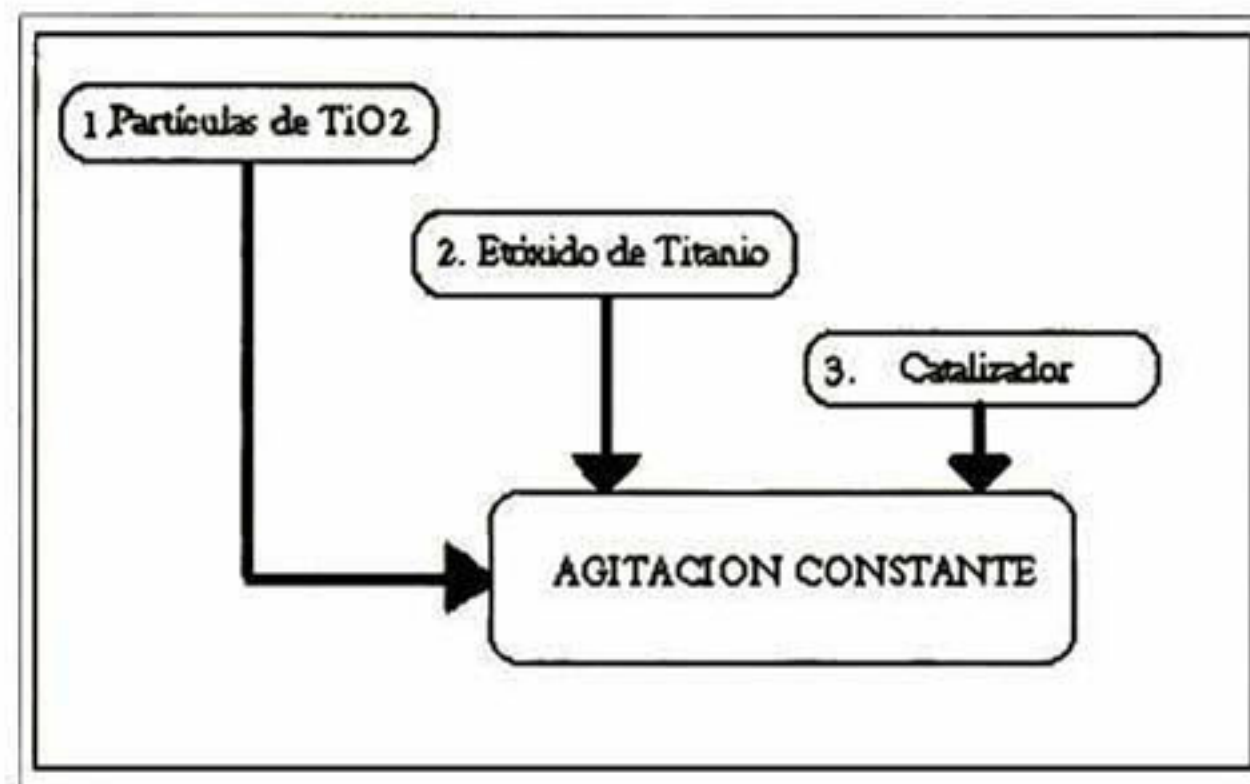 1 Partículas de TiO2
2. Etóxido de Titanio
3. Catalizador
AGITACION CONSTANTE